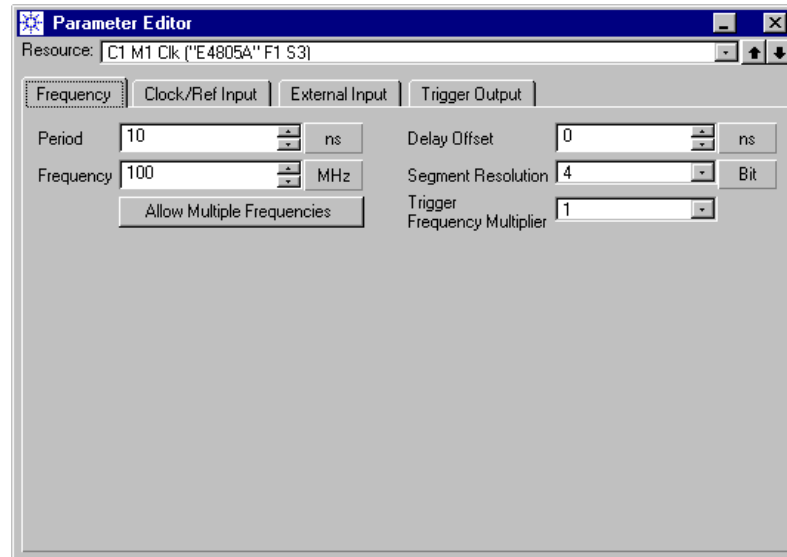 Parameter Editor
Resource: C1 M1 Clk ("E4805A" F1 S3)
Frequency Clock/Ref Input External Input Trigger Output
Period 10 ns Delay Offset 0 ns
Frequency 100 MHz Segment Resolution 4 Bit
Allow Multiple Frequencies Trigger Frequency Multiplier 1